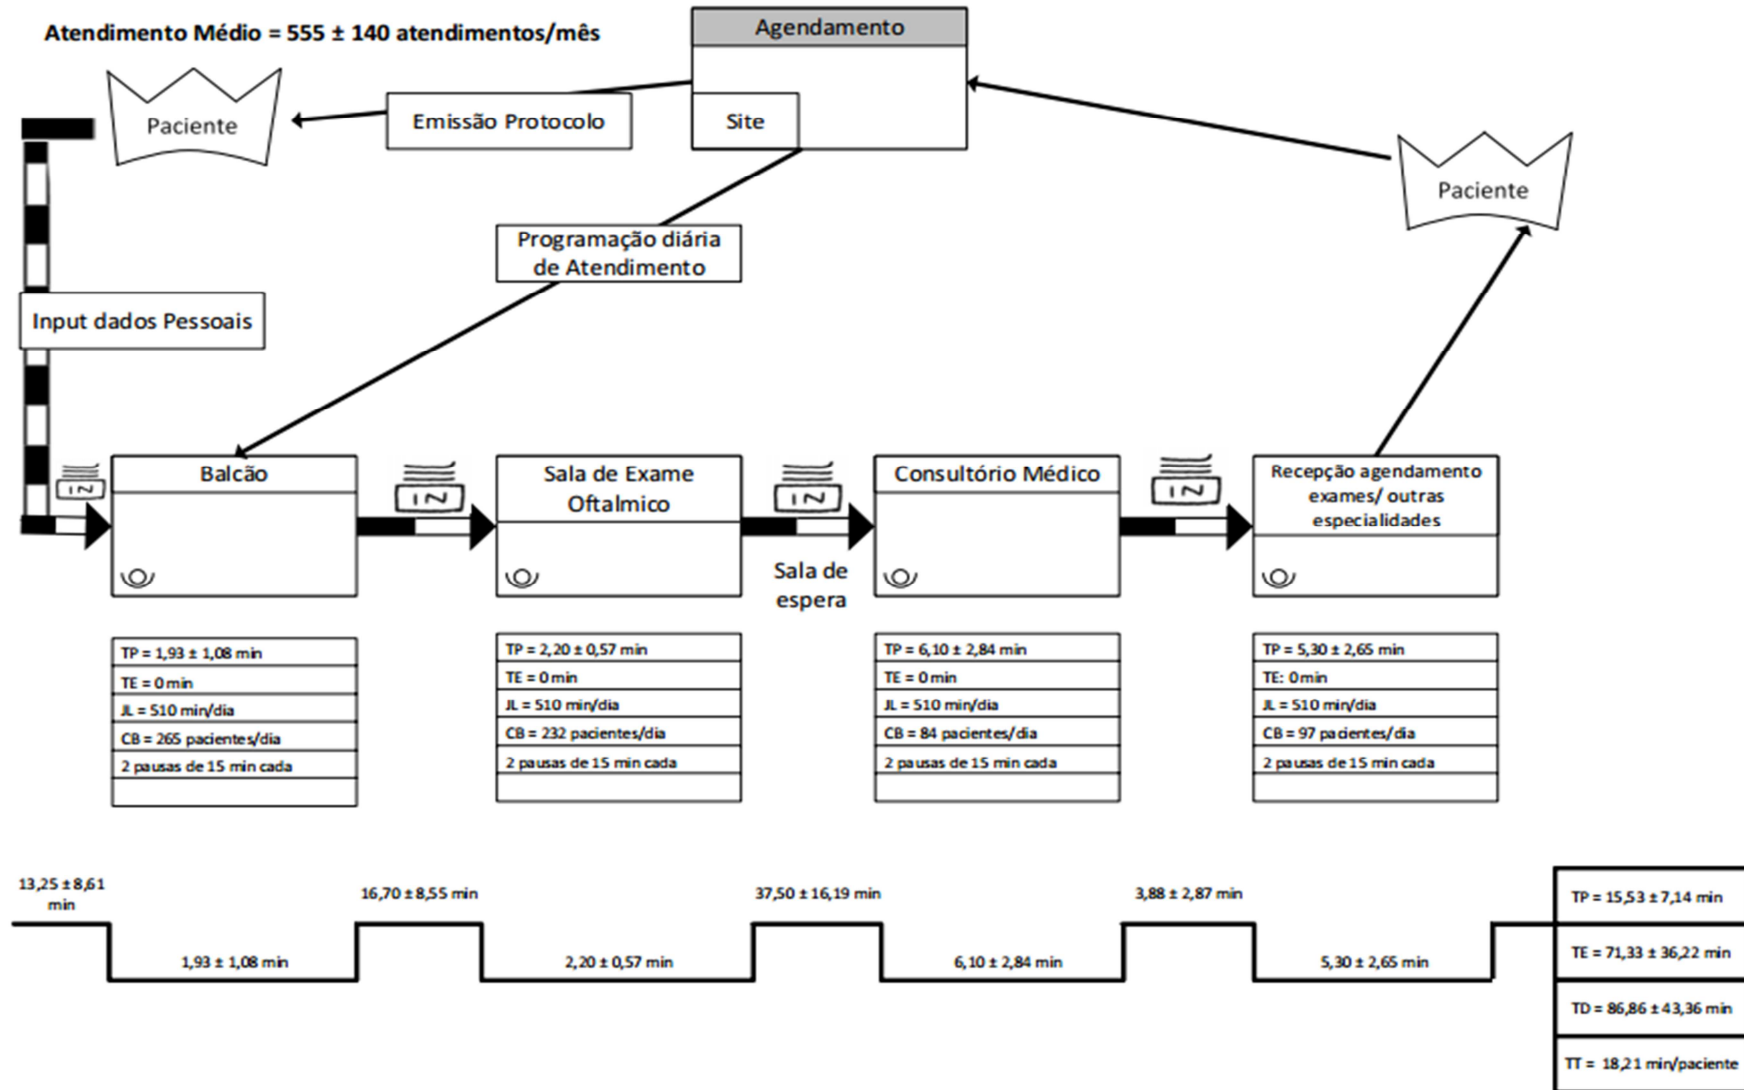 Atendimento Médio = 555 ± 140 atendimentos/mês
Agendamento
Site
Emissão Protocolo
Paciente
Paciente
Programação diária
de Atendimento
Input dados Pessoais
Balcão
Sala de Exame
Oftalmico
Consultório Médico
Recepção agendamento
exames/ outras
especialidades
Sala de
espera
TP = 1,93 ± 1,08 min
TE = 0 min
JL = 510 min/dia
CB = 265 pacientes/dia
2 pausas de 15 min cada
TP = 2,20 ± 0,57 min
TE = 0 min
JL = 510 min/dia
CB = 232 pacientes/dia
2 pausas de 15 min cada
TP = 6,10 ± 2,84 min
TE = 0 min
JL = 510 min/dia
CB = 84 pacientes/dia
2 pausas de 15 min cada
TP = 5,30 ± 2,65 min
TE: 0 min
JL = 510 min/dia
CB = 97 pacientes/dia
2 pausas de 15 min cada
13,25 ± 8,61
min
1,93 ± 1,08 min
16,70 ± 8,55 min
2,20 ± 0,57 min
37,50 ± 16,19 min
6,10 ± 2,84 min
3,88 ± 2,87 min
5,30 ± 2,65 min
TP = 15,53 ± 7,14 min
TE = 71,33 ± 36,22 min
TD = 86,86 ± 43,36 min
TT = 18,21 min/paciente